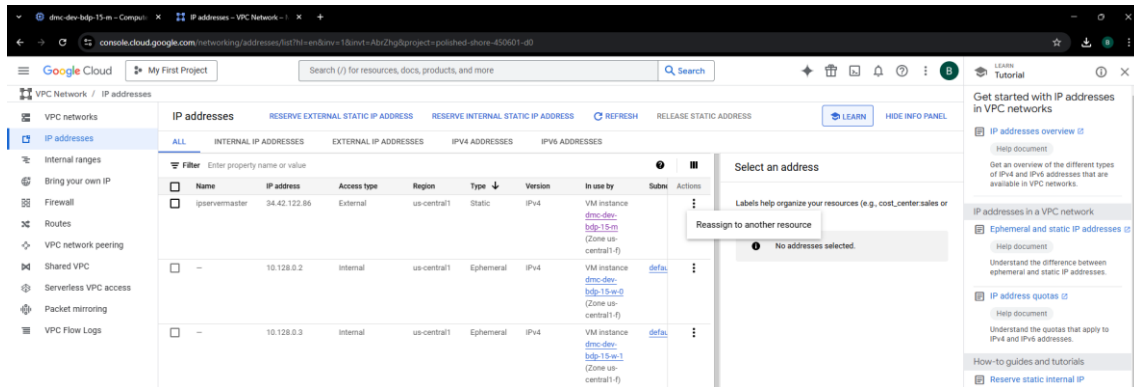 dmc-dev-bdp-15-m – Compute
IP addresses – VPC Network –
console.cloud.google.com/networking/addresses/list?hl=en&inv=1&invt=AbrZhg&project=polished-shore-450601-d0
B
Google Cloud
My First Project
Search (/) for resources, docs, products, and more
Search
B
VPC Network / IP addresses
VPC networks
IP addresses
Internal ranges
Bring your own IP
Firewall
Routes
VPC network peering
Shared VPC
Serverless VPC access
Packet mirroring
VPC Flow Logs
IP addresses RESERVE EXTERNAL STATIC IP ADDRESS RESERVE INTERNAL STATIC IP ADDRESS REFRESH RELEASE STATIC ADDRESS LEARN HIDE INFO PANEL
ALL INTERNAL IP ADDRESSES EXTERNAL IP ADDRESSES IPV4 ADDRESSES IPV6 ADDRESSES
Filter Enter property name or value
Name IP address Access type Region Type Version In use by Subne Actions
ipservermaster 34.42.122.86 External us-central1 Static IPv4 VM instance
dmc-dev-
bdp-15-m
(Zone us-
central1-f)
– 10.128.0.2 Internal us-central1 Ephemeral IPv4 VM instance defau
dmc-dev-
bdp-15-w-0
(Zone us-
central1-f)
– 10.128.0.3 Internal us-central1 Ephemeral IPv4 VM instance defau
dmc-dev-
bdp-15-w-1
(Zone us-
central1-f)
Reassign to another resource
Select an address
Labels help organize your resources (e.g., cost_center:sales or
No addresses selected.
LEARN
Tutorial
Get started with IP addresses
in VPC networks
IP addresses overview
Help document
Get an overview of the different types
of IPv4 and IPv6 addresses that are
available in VPC networks.
IP addresses in a VPC network
Ephemeral and static IP addresses
Help document
Understand the difference between
ephemeral and static IP addresses.
IP address quotas
Help document
Understand the quotas that apply to
IPv4 and IPv6 addresses.
How-to guides and tutorials
Reserve static internal IP